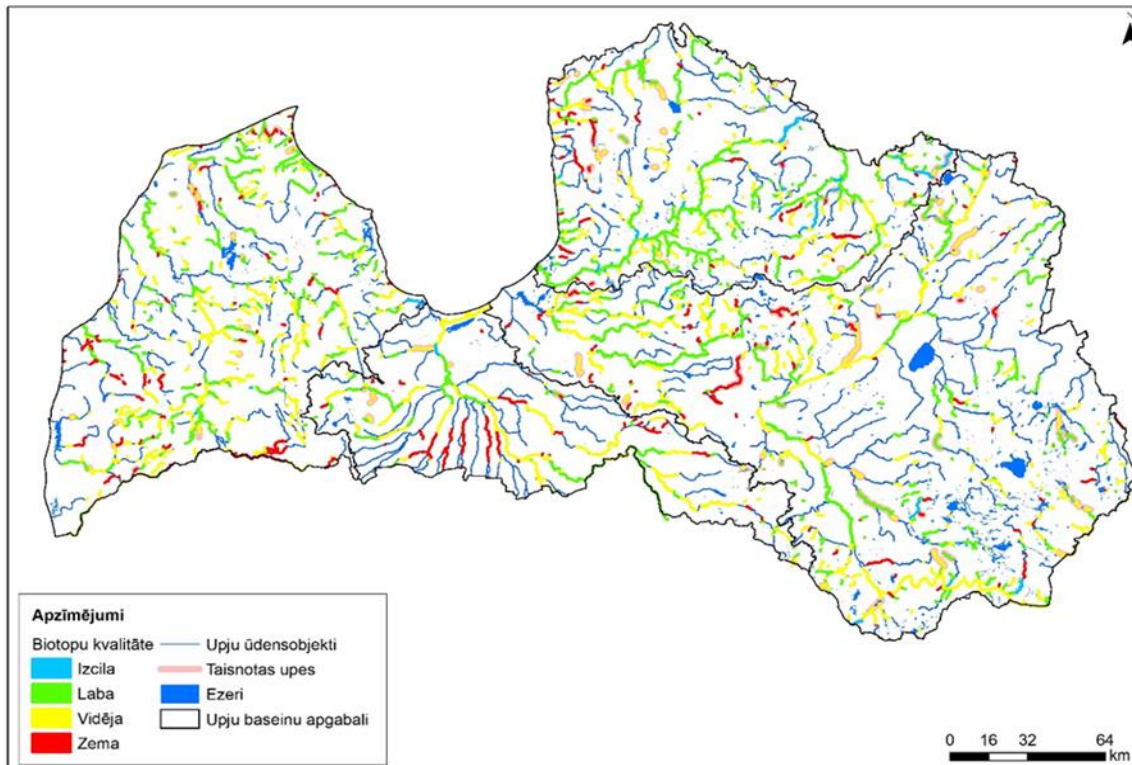 Apzīmējumi
Biotopu kvalitāte
Izcila
Laba
Vidēja
Zema
Upju ūdensobjekti
Taisnotas upes
Ezeri
Upju baseinu apgabali
0 16 32 64
km